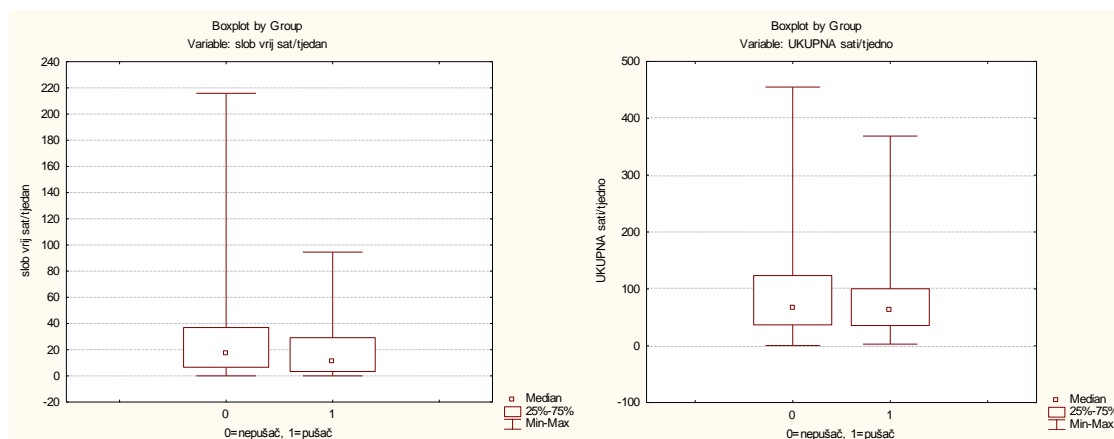 Boxplot by Group
Variable: slob vrij sat/tjedan
240
220
200
180
160
140
120
100
80
60
40
20
0
-20
slob vrij sat/tjedan
0
1
0=nepušač, 1=pušač
Median
25%-75%
Min-Max
Boxplot by Group
Variable: UKUPNA sati/tjedno
500
400
300
200
100
0
-100
UKUPNA sati/tjedno
0
1
0=nepušač, 1=pušač
Median
25%-75%
Min-Max